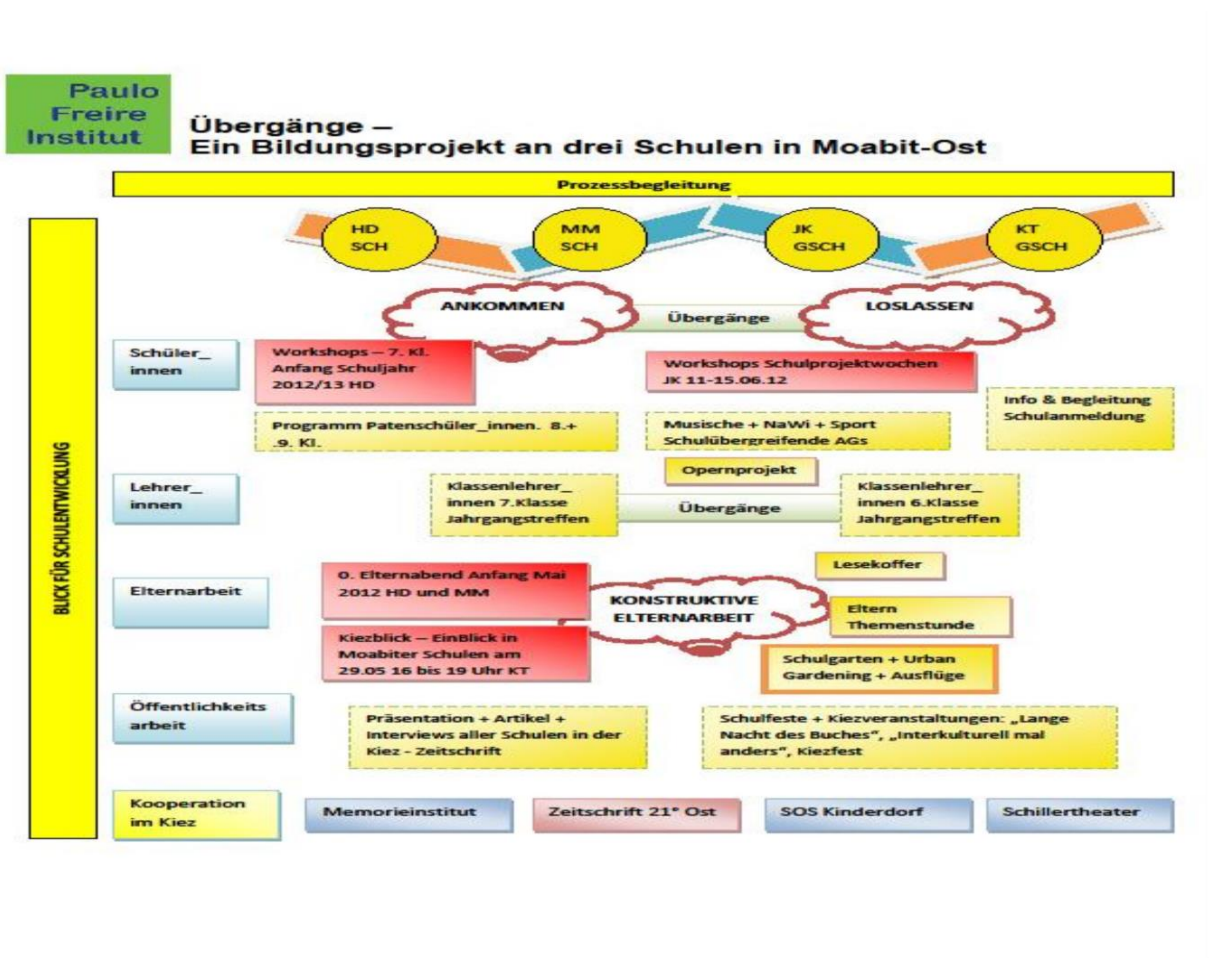 Paulo
Freire
Institut
Übergänge –
Ein Bildungsprojekt an drei Schulen in Moabit-Ost
Prozessbegleitung
BLICK FÜR SCHULENTWICKLUNG
HD
SCH
MM
SCH
JK
GSCH
KT
GSCH
ANKOMMEN
Übergänge
LOSLASSEN
Schüler_
innen
Workshops – 7. Kl.
Anfang Schuljahr
2012/13 HD
Workshops Schulprojektwochen
JK 11-15.06.12
Info & Begleitung
Schulanmeldung
Programm Patenschüler_innen. 8.+
.9. Kl.
Musische + NaWi + Sport
Schulübergreifende AGs
Opernprojekt
Lehrer_
innen
Klassenlehrer_
innen 7.Klasse
Jahrgangstreffen
Übergänge
Klassenlehrer_
innen 6.Klasse
Jahrgangstreffen
Lesekoffer
Elternarbeit
0. Elternabend Anfang Mai
2012 HD und MM
KONSTRUKTIVE
ELTERNARBEIT
Eltern
Themenstunde
Kiezblick – EinBlick in
Moabiter Schulen am
29.05 16 bis 19 Uhr KT
Schulgarten + Urban
Gardening + Ausflüge
Öffentlichkeits
arbeit
Präsentation + Artikel +
Interviews aller Schulen in der
Kiez - Zeitschrift
Schulfeste + Kiezveranstaltungen: „Lange
Nacht des Buches“, „Interkulturell mal
anders“, Kiezfest
Kooperation
im Kiez
Memorieinstitut
Zeitschrift 21° Ost
SOS Kinderdorf
Schillertheater